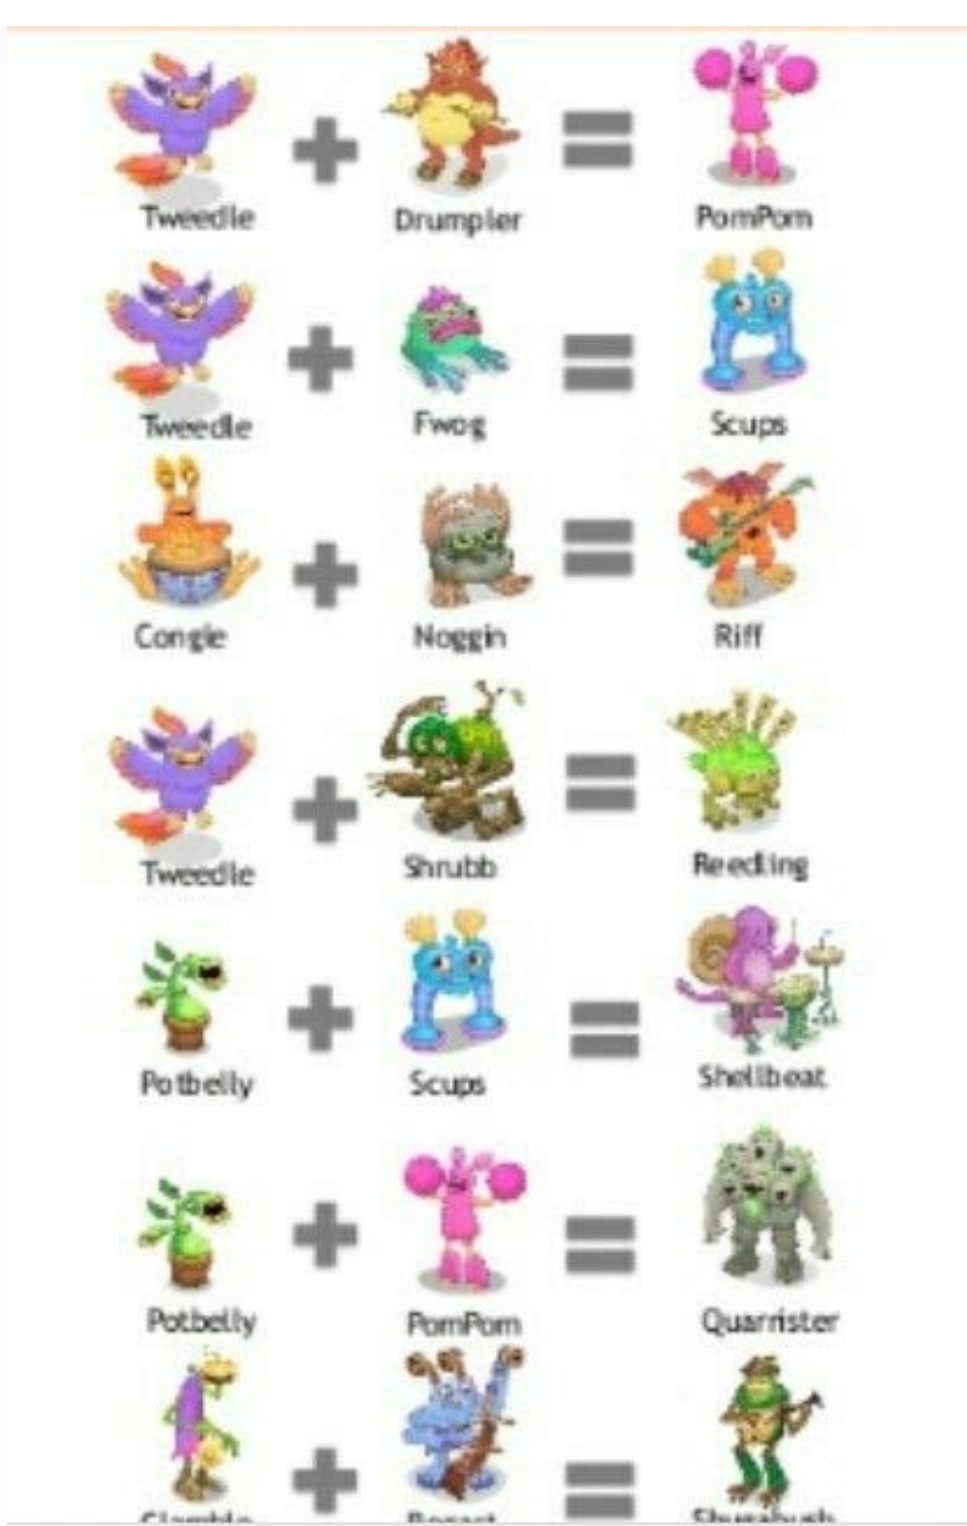 Tweedle + Drumpler = PomPom
Tweedle + Fwog = Scups
Congle + Noggin = Riff
Tweedle + Shrubb = Reedling
Potbelly + Scups = Shellbeat
Potbelly + PomPom = Quarrister
+ =